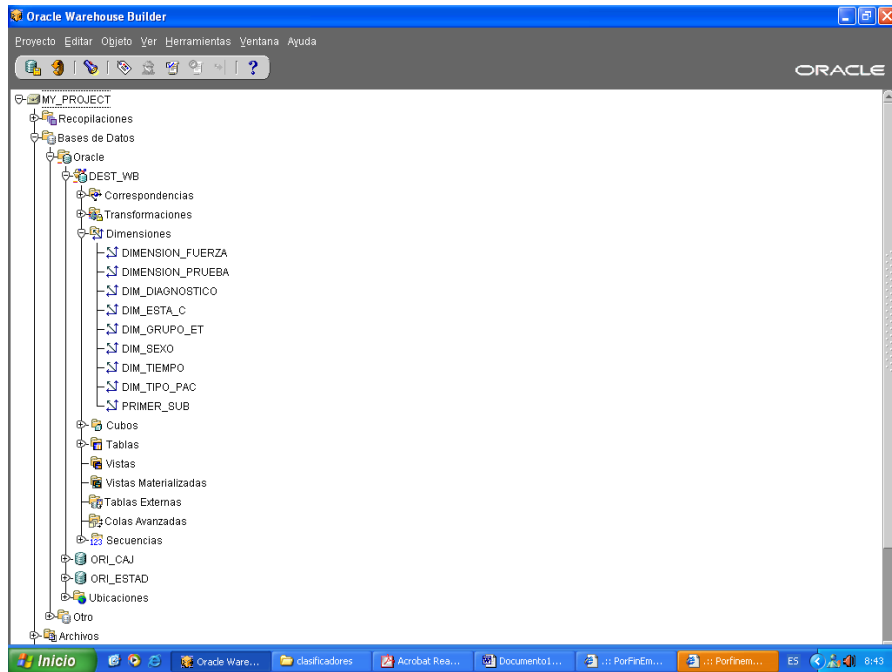 Oracle Warehouse Builder
Proyecto Editar Objeto Ver Herramientas Ventana Ayuda
ORACLE
MY_PROJECT
Recopilaciones
Bases de Datos
Oracle
DEST_WB
Correspondencias
Transformaciones
Dimensiones
DIMENSION_FUERZA
DIMENSION_PRUEBA
DIM_DIAGNOSTICO
DIM_ESTA_C
DIM_GRUPO_ET
DIM_SEXO
DIM_TIEMPO
DIM_TIPO_PAC
PRIMER_SUB
Cubos
Tablas
Vistas
Vistas Materializadas
Tablas Externas
Colas Avanzadas
123 Secuencias
ORI_CAJ
ORI_ESTAD
Ubicaciones
Otro
Archivos
Inicio Oracle Ware... clasificadores Acrobat Rea... Documento1... .:: PorFinEm... .:: Porfinem... ES 8:43